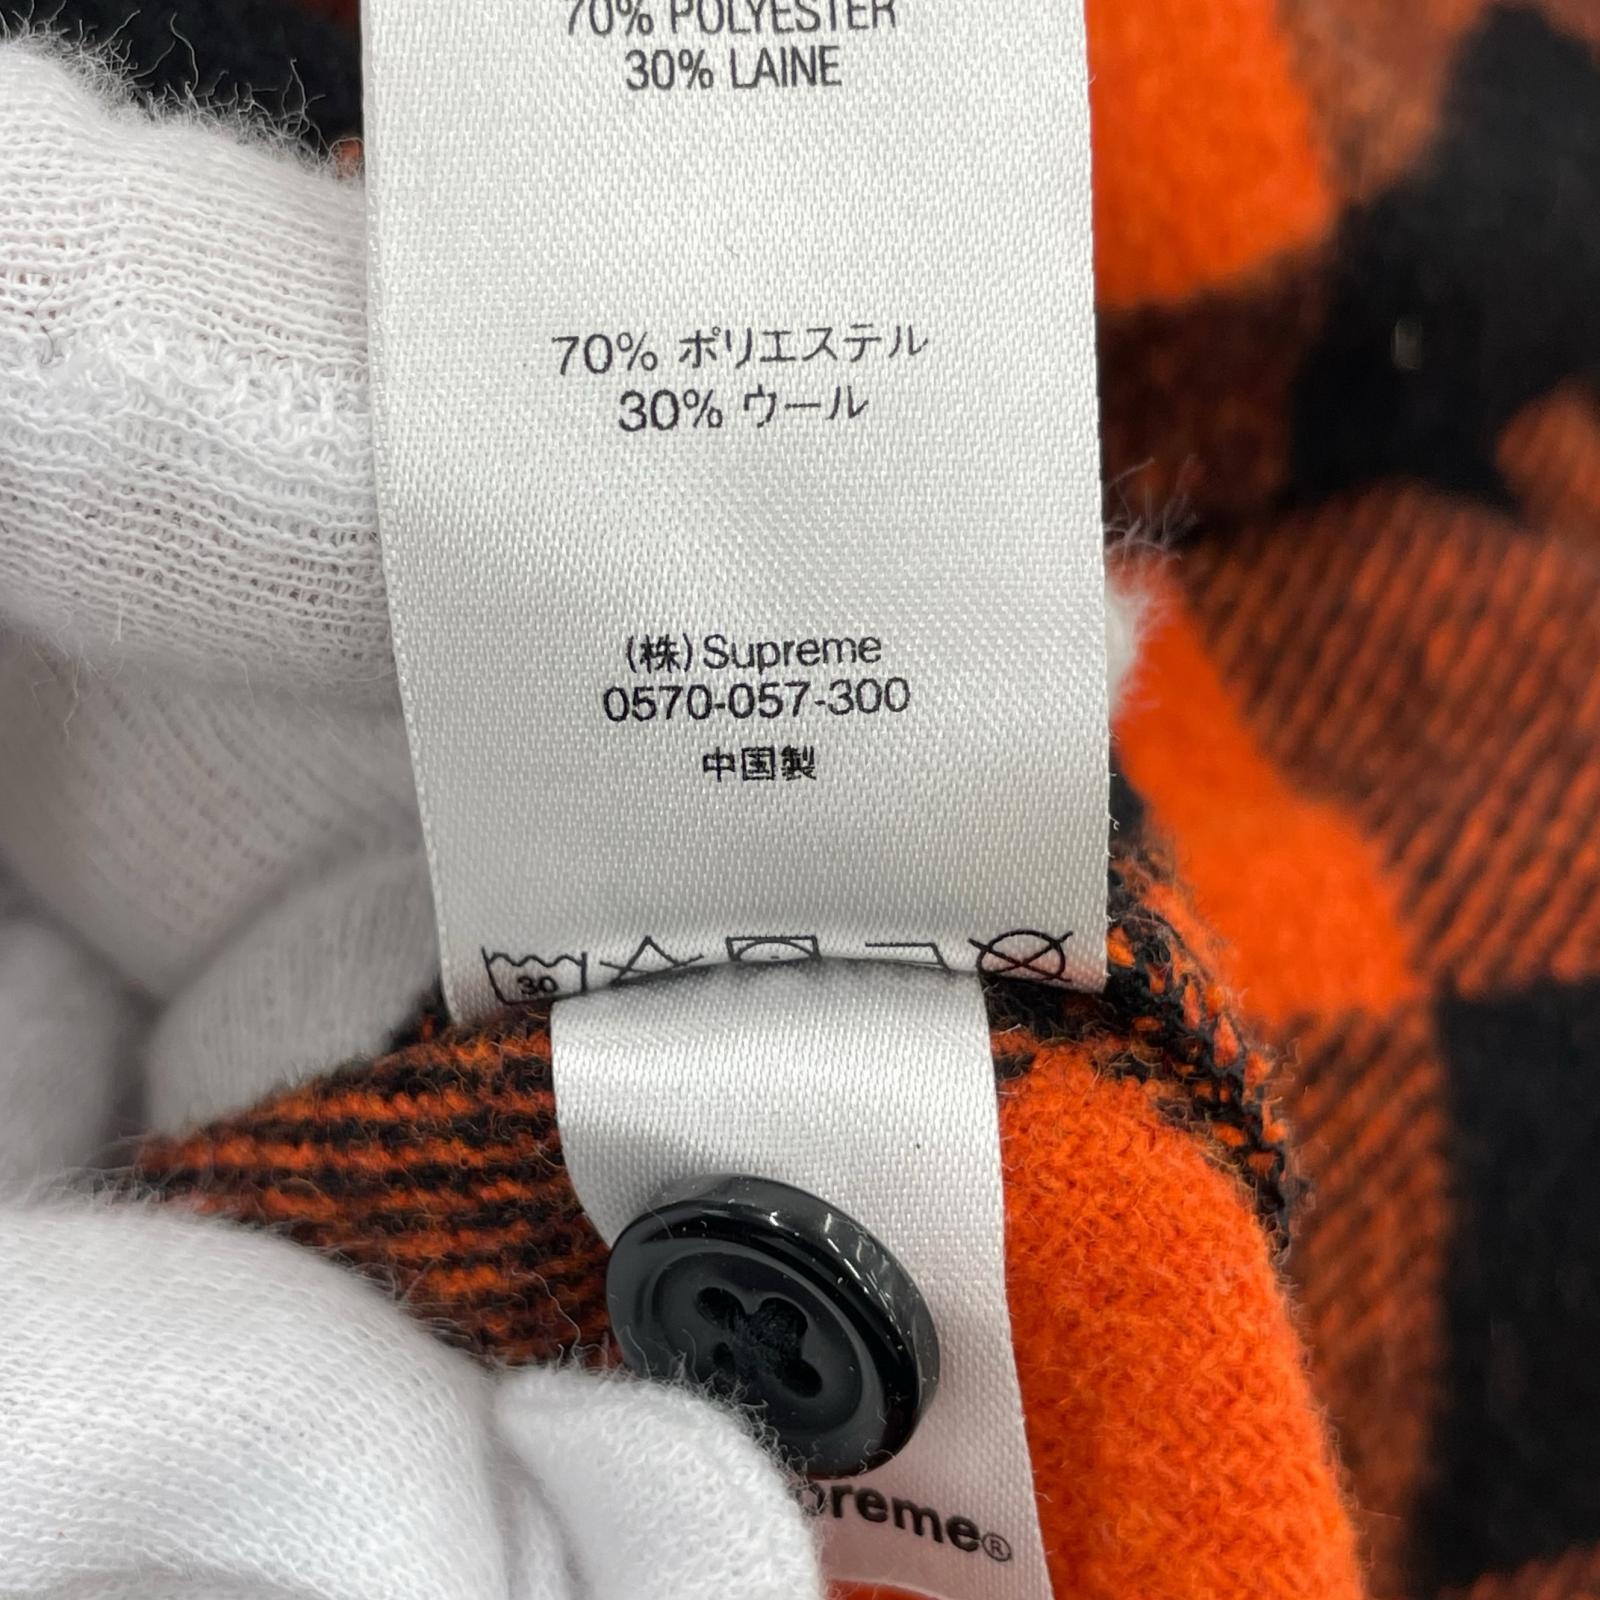 70% POLYESTER
30% LAINE
70% ポリエステル
30% ウール
(株)Supreme
0570-057-300
中国製
30
preme®